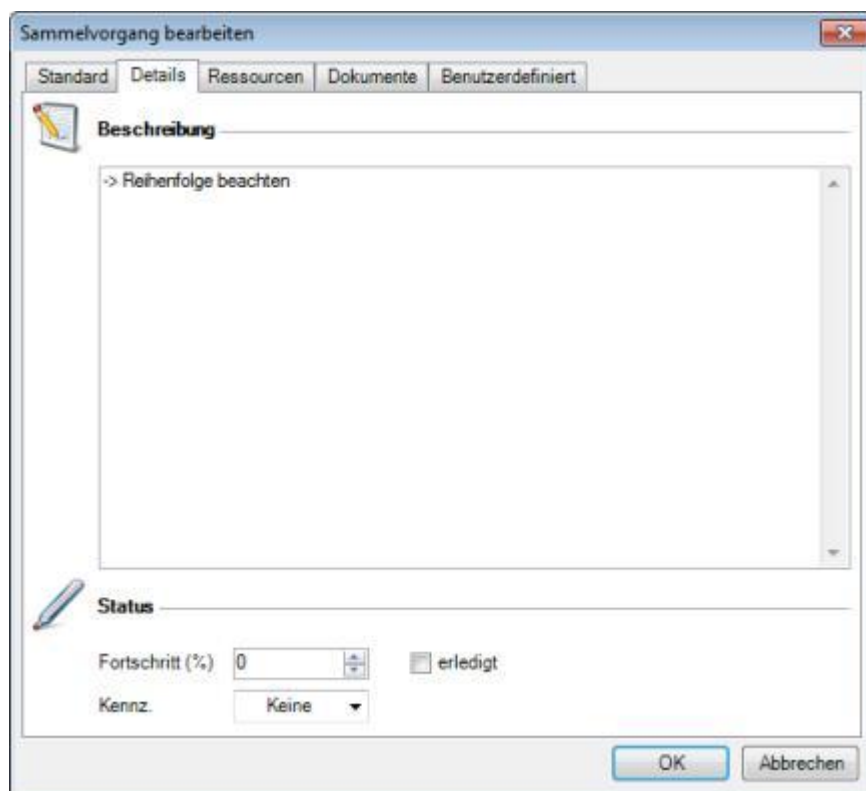 Sammelvorgang bearbeiten
Standard Details Ressourcen Dokumente Benutzerdefiniert
Beschreibung
-> Reihenfolge beachten
Status
Fortschritt (%) 0 erledigt
Kennz. Keine
OK Abbrechen